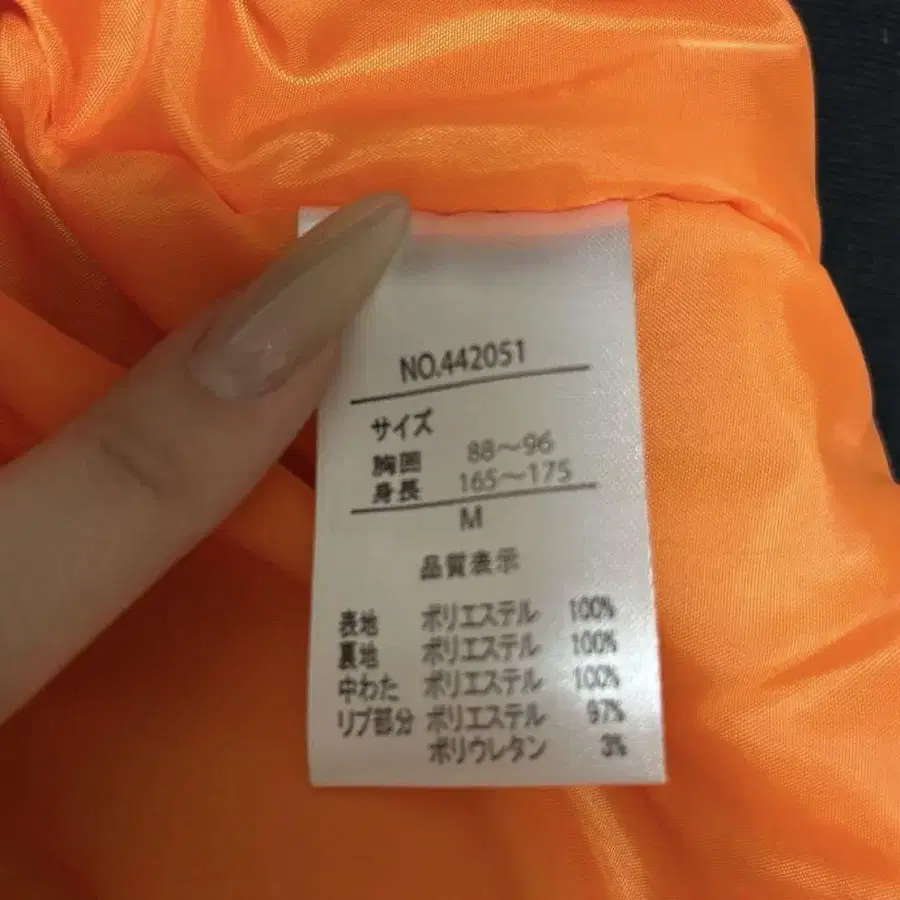 NO.442051
サイズ
胸囲 88～96
身長 165～175
M
品質表示
表地 ポリエステル 100%
裏地 ポリエステル 100%
中わた ポリエステル 100%
リブ部分 ポリエステル 97%
ポリウレタン 3%